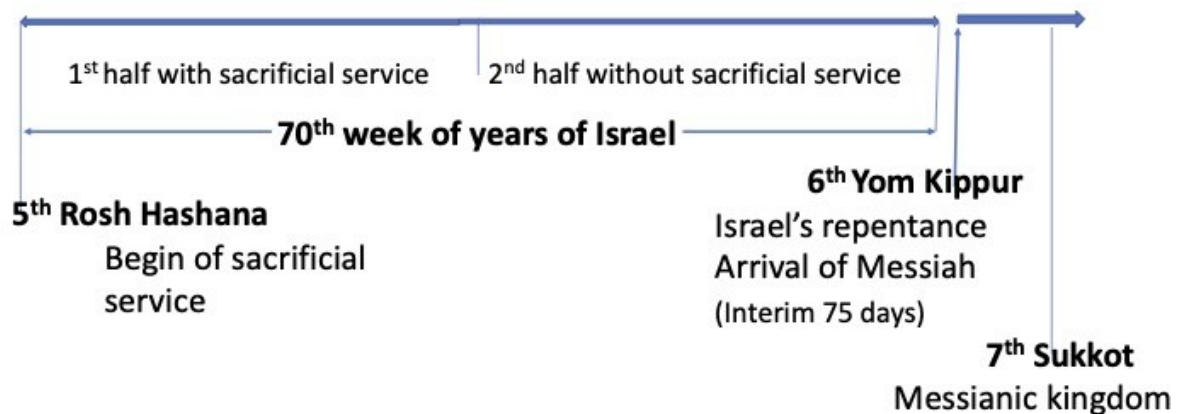 1st half with sacrificial service
2nd half without sacrificial service
70th week of years of Israel
5th Rosh Hashana
Begin of sacrificial
service
6th Yom Kippur
Israel’s repentance
Arrival of Messiah
(Interim 75 days)
7th Sukkot
Messianic kingdom